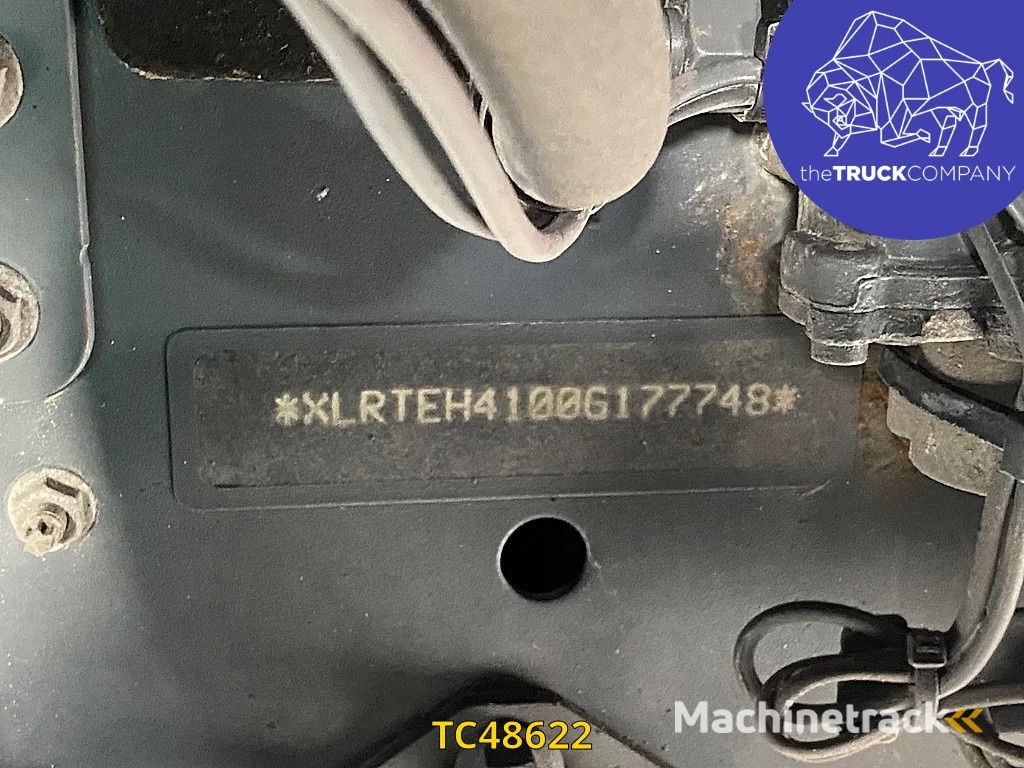 theTRUCKCOMPANY
*XLRTEH4100G177748*
Machinetrack
TC48622